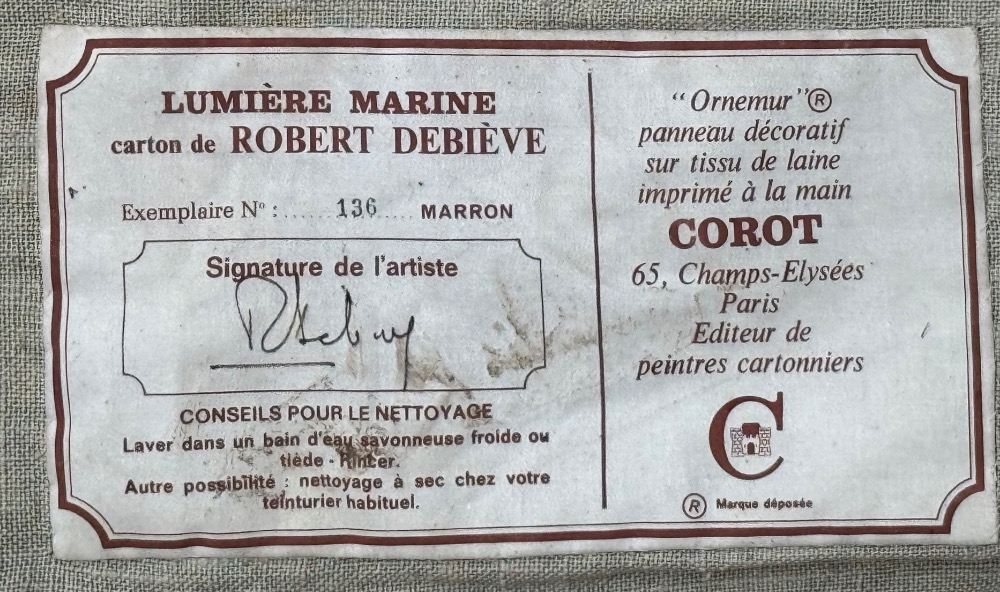 LUMIÈRE MARINE
carton de ROBERT DEBIÈVE
Exemplaire No : ...... 136 .... MARRON
Signature de l'artiste
CONSEILS POUR LE NETTOYAGE
Laver dans un bain d'eau savonneuse froide ou
tiède - Rincer.
Autre possibilité : nettoyage à sec chez votre
teinturier habituel.
"Ornemur"®
panneau décoratif
sur tissu de laine
imprimé à la main
COROT
65, Champs-Elysées
Paris
Editeur de
peintres cartonniers
C
® Marque déposée